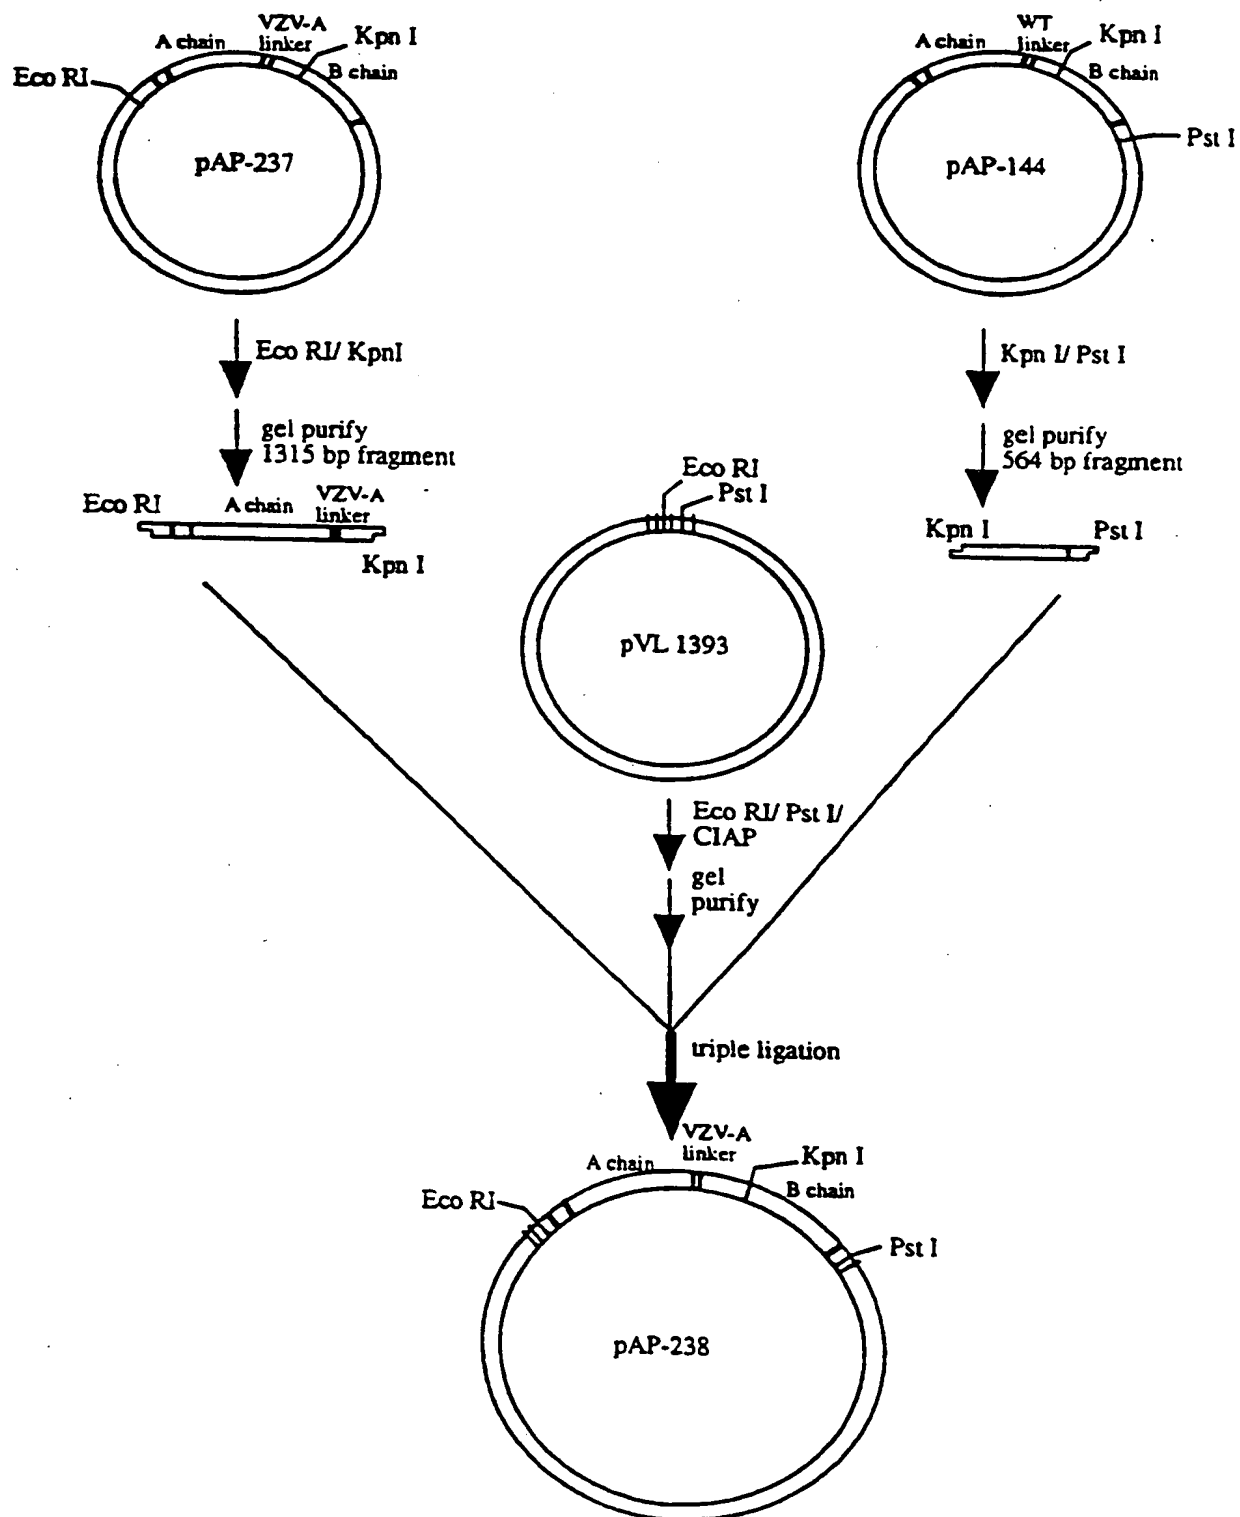 A chain
VZV-A
linker
Kpn I
Eco RI
B chain
pAP-237
A chain
WT
linker
Kpn I
B chain
Pst I
pAP-144
Eco RI/ KpnI
gel purify
1315 bp fragment
Kpn I/ Pst I
gel purify
564 bp fragment
Eco RI
A chain
VZV-A
linker
Kpn I
Eco RI
Pst I
pVL 1393
Kpn I
Pst I
Eco RI/ Pst I/
CIAP
gel
purify
triple ligation
A chain
VZV-A
linker
Kpn I
Eco RI
B chain
Pst I
pAP-238